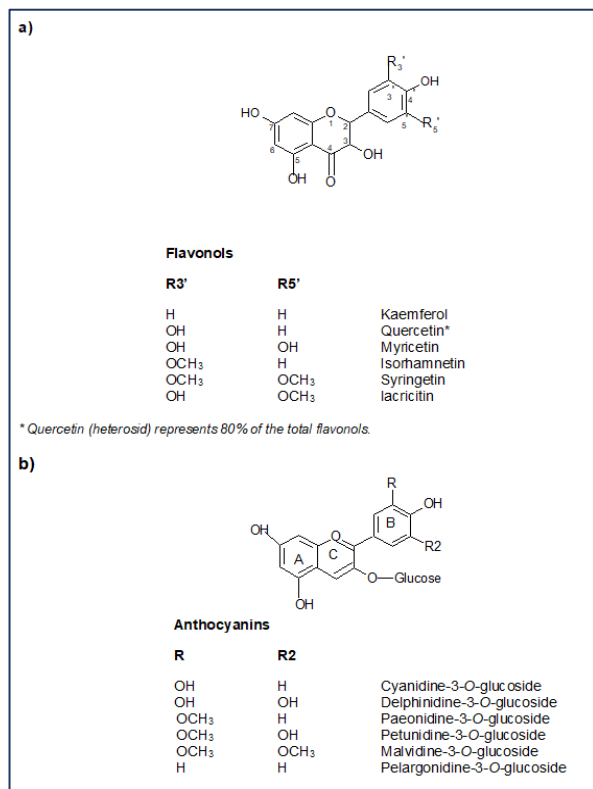 a)
R3'
OH
3 '
4
HO
7
O
1
2
5
R5'
6
5
4
3
OH
OH
O
Flavonols
R3’ R5’
H H Kaemferol
OH H Quercetin*
OH OH Myricetin
OCH3 H Isorhamnetin
OCH3 OCH3 Syringetin
OH OCH3 lacricitin
* Quercetin (heterosid) represents 80% of the total flavonols.
b)
R
OH
B
OH
O
R2
A
C
O—Glucose
OH
Anthocyanins
R R2
OH H Cyanidine-3-O-glucoside
OH OH Delphinidine-3-O-glucoside
OCH3 H Paeonidine-3-O-glucoside
OCH3 OH Petunidine-3-O-glucoside
OCH3 OCH3 Malvidine-3-O-glucoside
H H Pelargonidine-3-O-glucoside